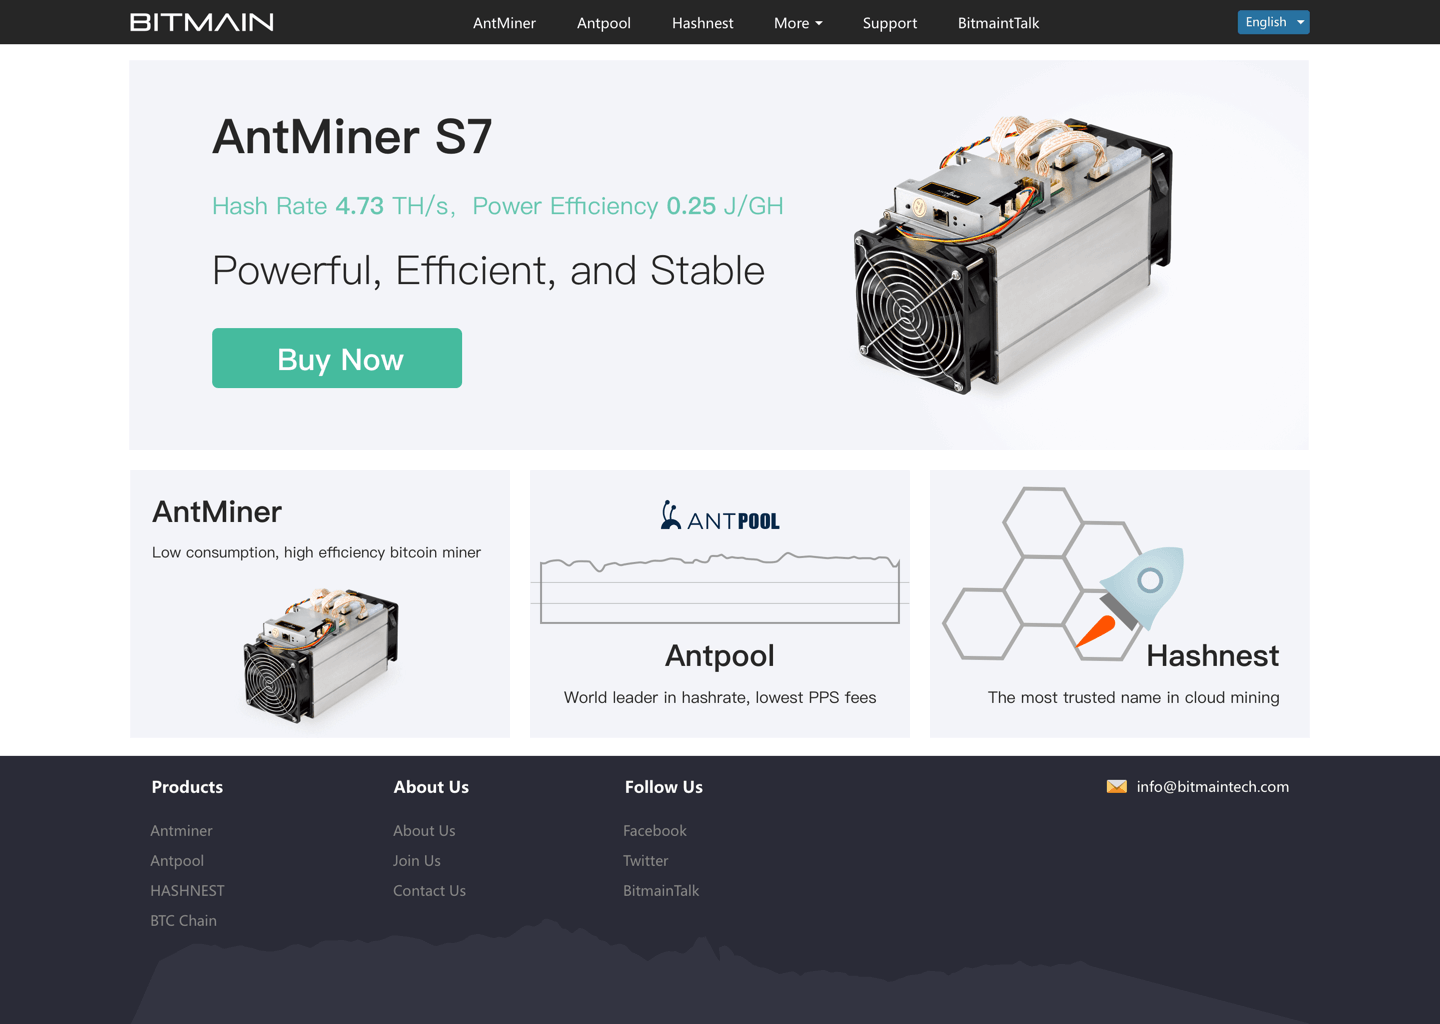 BITMAIN
AntMiner
Antpool
Hashnest
More
Support
BitmaintTalk
English
AntMiner S7
Hash Rate 4.73 TH/s，Power Efficiency 0.25 J/GH
Powerful, Efficient, and Stable
Buy Now
AntMiner
Low consumption, high efficiency bitcoin miner
ANTPOOL
Antpool
World leader in hashrate, lowest PPS fees
Hashnest
The most trusted name in cloud mining
Products
Antminer
Antpool
HASHNEST
BTC Chain
About Us
About Us
Join Us
Contact Us
Follow Us
Facebook
Twitter
BitmainTalk
info@bitmaintech.com